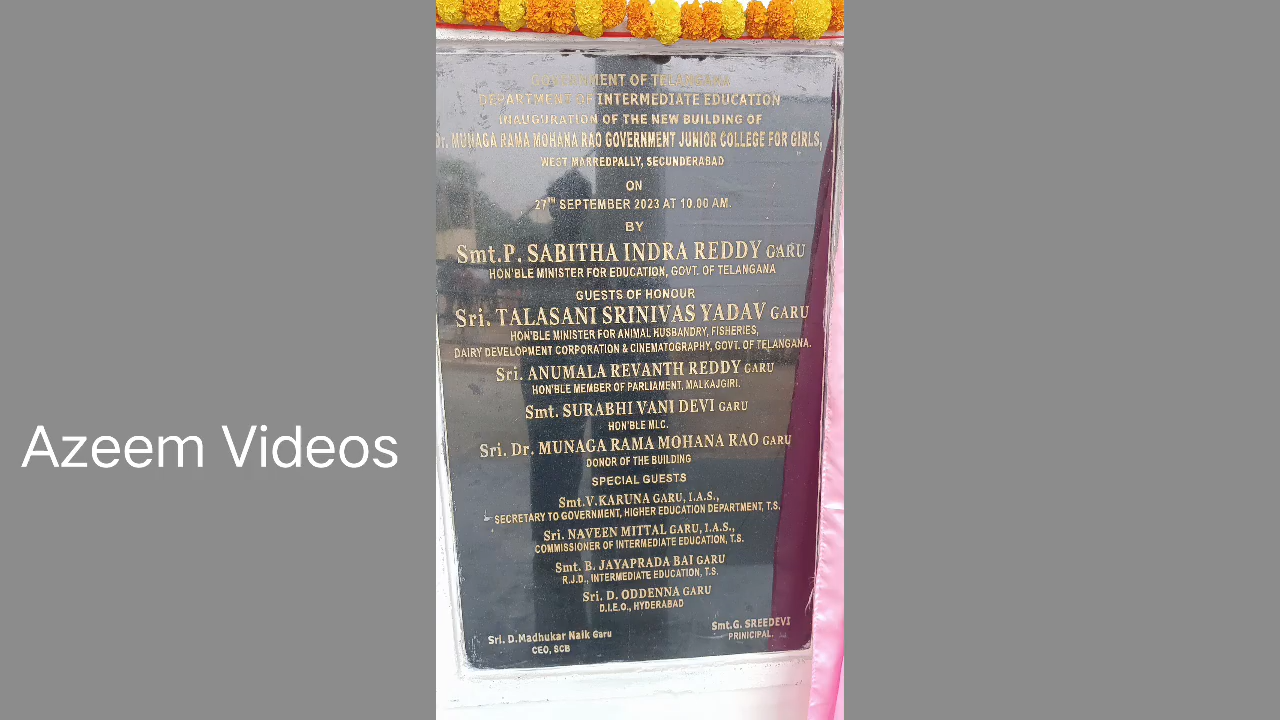 GOVERNMENT OF TELANGANA
DEPARTMENT OF INTERMEDIATE EDUCATION
INAUGURATION OF THE NEW BUILDING OF
Dr. MUNAGA RAMA MOHANA RAO GOVERNMENT JUNIOR COLLEGE FOR GIRLS,
WEST MARREDPALLY, SECUNDERABAD
ON
27TH SEPTEMBER 2023 AT 10.00 AM.
BY
Smt.P. SABITHA INDRA REDDY GARU
HON'BLE MINISTER FOR EDUCATION, GOVT. OF TELANGANA
GUESTS OF HONOUR
Sri. TALASANI SRINIVAS YADAV GARU
HON'BLE MINISTER FOR ANIMAL HUSBANDRY, FISHERIES,
DAIRY DEVELOPMENT CORPORATION & CINEMATOGRAPHY, GOVT. OF TELANGANA.
Sri. ANUMALA REVANTH REDDY GARU
HON'BLE MEMBER OF PARLIAMENT, MALKAJGIRI.
Smt. SURABHI VANI DEVI GARU
HON'BLE MLC.
Sri. Dr. MUNAGA RAMA MOHANA RAO GARU
DONOR OF THE BUILDING
SPECIAL GUESTS
Smt.V.KARUNA GARU, I.A.S.,
SECRETARY TO GOVERNMENT, HIGHER EDUCATION DEPARTMENT, T.S.
Sri. NAVEEN MITTAL GARU, I.A.S.,
COMMISSIONER OF INTERMEDIATE EDUCATION, T.S.
Smt. B. JAYAPRADA BAI GARU
R.J.D., INTERMEDIATE EDUCATION, T.S.
Sri. D. ODDENNA GARU
D.I.E.O., HYDERABAD
Sri. D.Madhukar Naik Garu
CEO, SCB
Smt.G. SREEDEVI
PRINICIPAL.
Azeem Videos